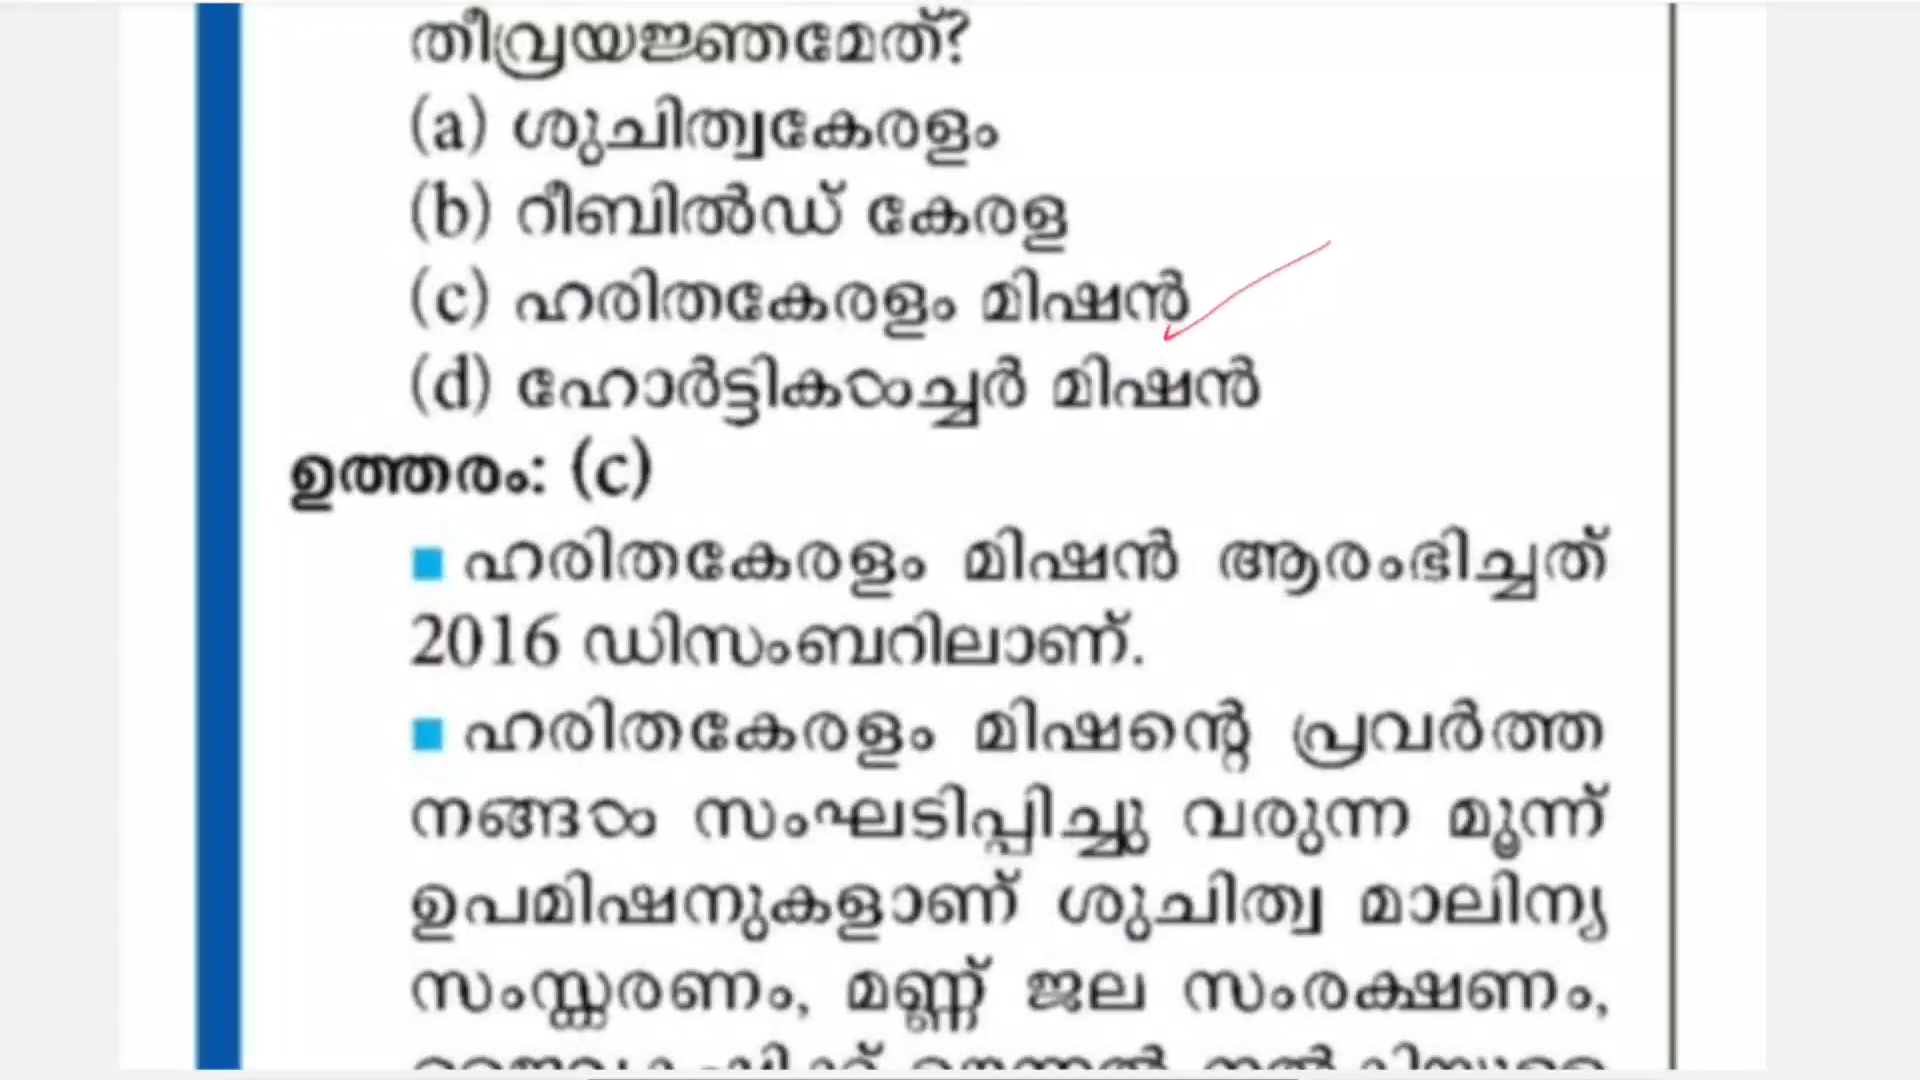 തീവ്രയജ്ഞമേത്?
(a) ശുചിത്വകേരളം
(b) റീബിൽഡ് കേരള
(c) ഹരിതകേരളം മിഷൻ
(d) ഹോർട്ടികൾച്ചർ മിഷൻ
ഉത്തരം: (c)
■ ഹരിതകേരളം മിഷൻ ആരംഭിച്ചത്
2016 ഡിസംബറിലാണ്.
■ ഹരിതകേരളം മിഷന്റെ പ്രവർത്ത
നങ്ങൾ സംഘടിപ്പിച്ചു വരുന്ന മൂന്ന്
ഉപമിഷനുകളാണ് ശുചിത്വ മാലിന്യ
സംസ്കരണം, മണ്ണ് ജല സംരക്ഷണം,